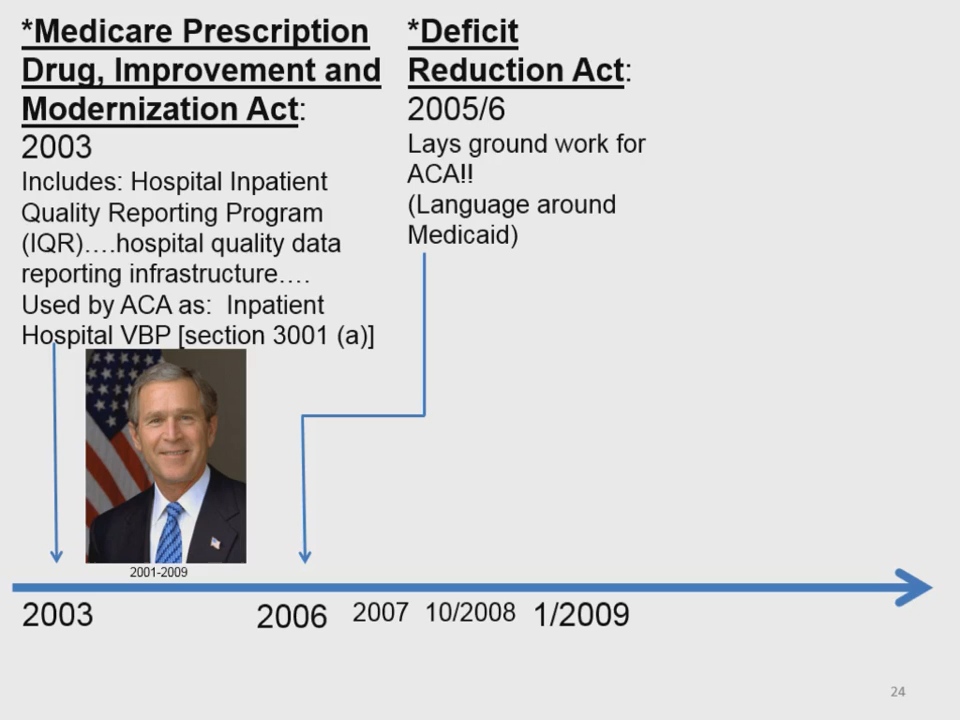 *Medicare Prescription
Drug, Improvement and
Modernization Act:
2003
Includes: Hospital Inpatient
Quality Reporting Program
(IQR)….hospital quality data
reporting infrastructure….
Used by ACA as:  Inpatient
Hospital VBP [section 3001 (a)]
*Deficit
Reduction Act:
2005/6
Lays ground work for
ACA!!
(Language around
Medicaid)
2001-2009
2003
2006
2007
10/2008
1/2009
24